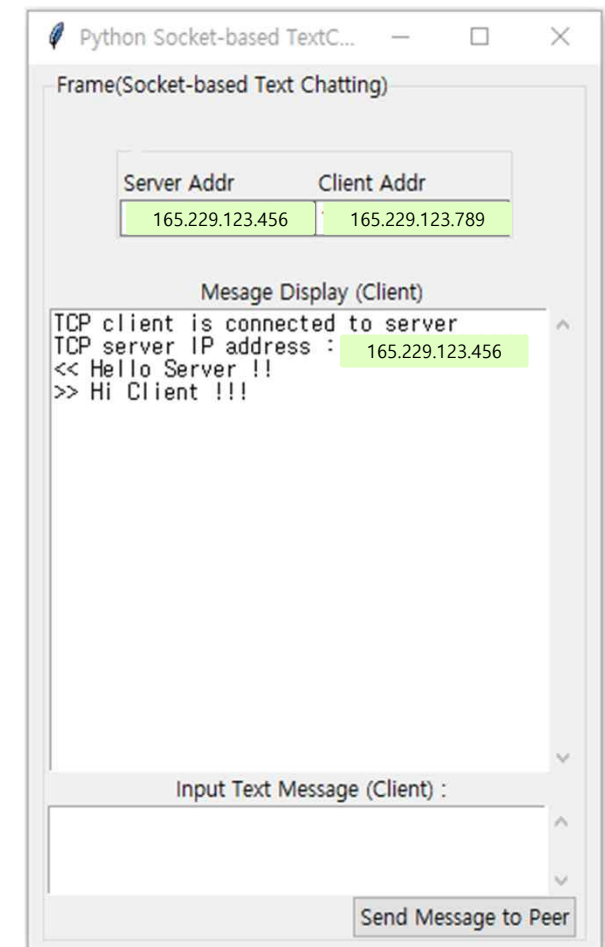 Python Socket-based TextC...
Frame(Socket-based Text Chatting)
Server Addr Client Addr
165.229.123.456 165.229.123.789
Mesage Display (Client)
TCP client is connected to server
TCP server IP address : 165.229.123.456
<< Hello Server !!
>> Hi Client !!!
Input Text Message (Client) :
Send Message to Peer